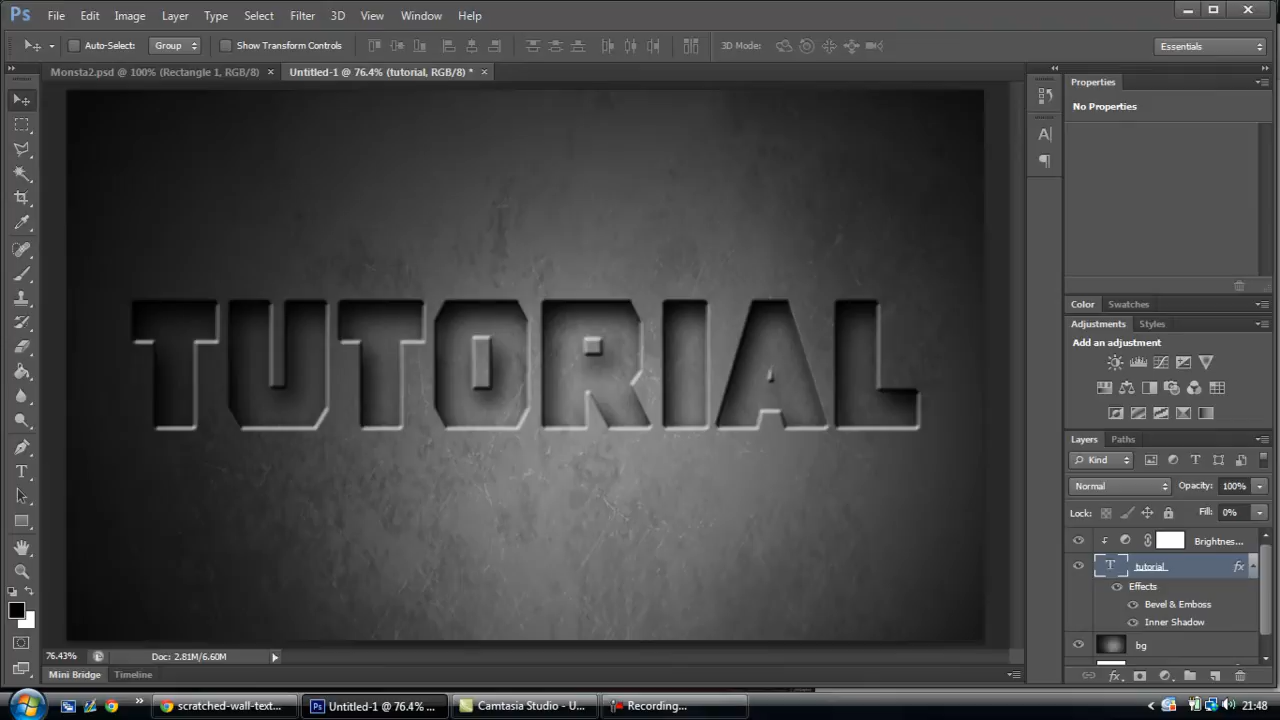 Ps File Edit Image Layer Type Select Filter 3D View Window Help
Auto-Select: Group Show Transform Controls 3D Mode: Essentials
Monsta2.psd @ 100% (Rectangle 1, RGB/8) × Untitled-1 @ 76.4% (tutorial, RGB/8) * ×
Properties
No Properties
TUTORIAL
Color Swatches
Adjustments Styles
Add an adjustment
Layers Paths
Kind
Normal Opacity: 100%
Lock: Fill: 0%
Brightnes...
T tutorial fx
Effects
Bevel & Emboss
Inner Shadow
bg
76.43% Doc: 2.81M/6.60M
Mini Bridge Timeline
scratched-wall-text... Untitled-1 @ 76.4% ... Camtasia Studio - U... Recording... 21:48